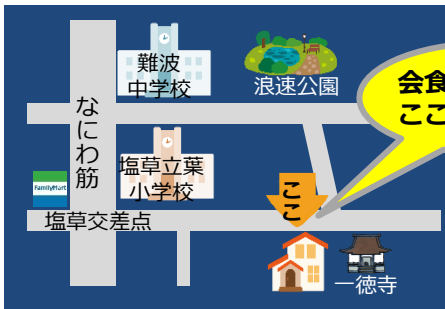 難波
中学校
浪速公園
会食
ここ
なにわ筋
塩草立葉
小学校
FamilyMart
ここ
塩草交差点
一徳寺